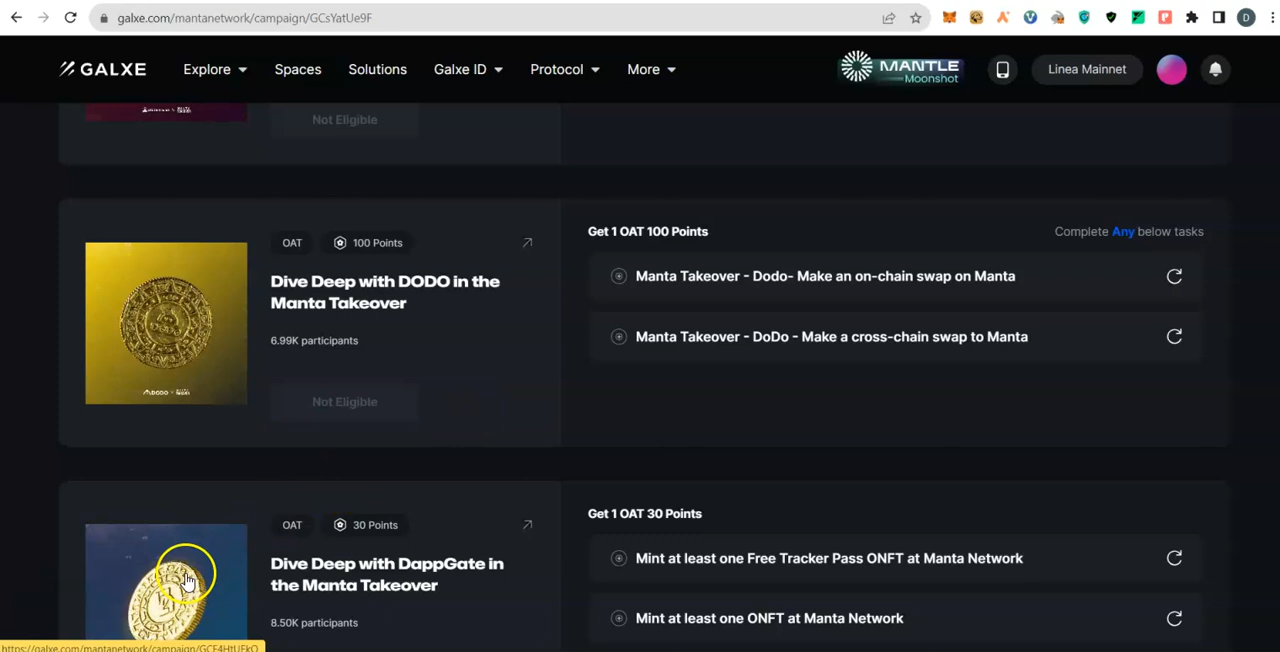 galxe.com/mantanetwork/campaign/GCsYatUe9F
D
GALXE
Explore
Spaces
Solutions
Galxe ID
Protocol
More
MANTLE
Moonshot
Linea Mainnet
Not Eligible
OAT
100 Points
Dive Deep with DODO in the
Manta Takeover
6.99K participants
Not Eligible
Get 1 OAT 100 Points
Complete Any below tasks
Manta Takeover - Dodo- Make an on-chain swap on Manta
Manta Takeover - DoDo - Make a cross-chain swap to Manta
OAT
30 Points
Dive Deep with DappGate in
the Manta Takeover
8.50K participants
Get 1 OAT 30 Points
Mint at least one Free Tracker Pass ONFT at Manta Network
Mint at least one ONFT at Manta Network